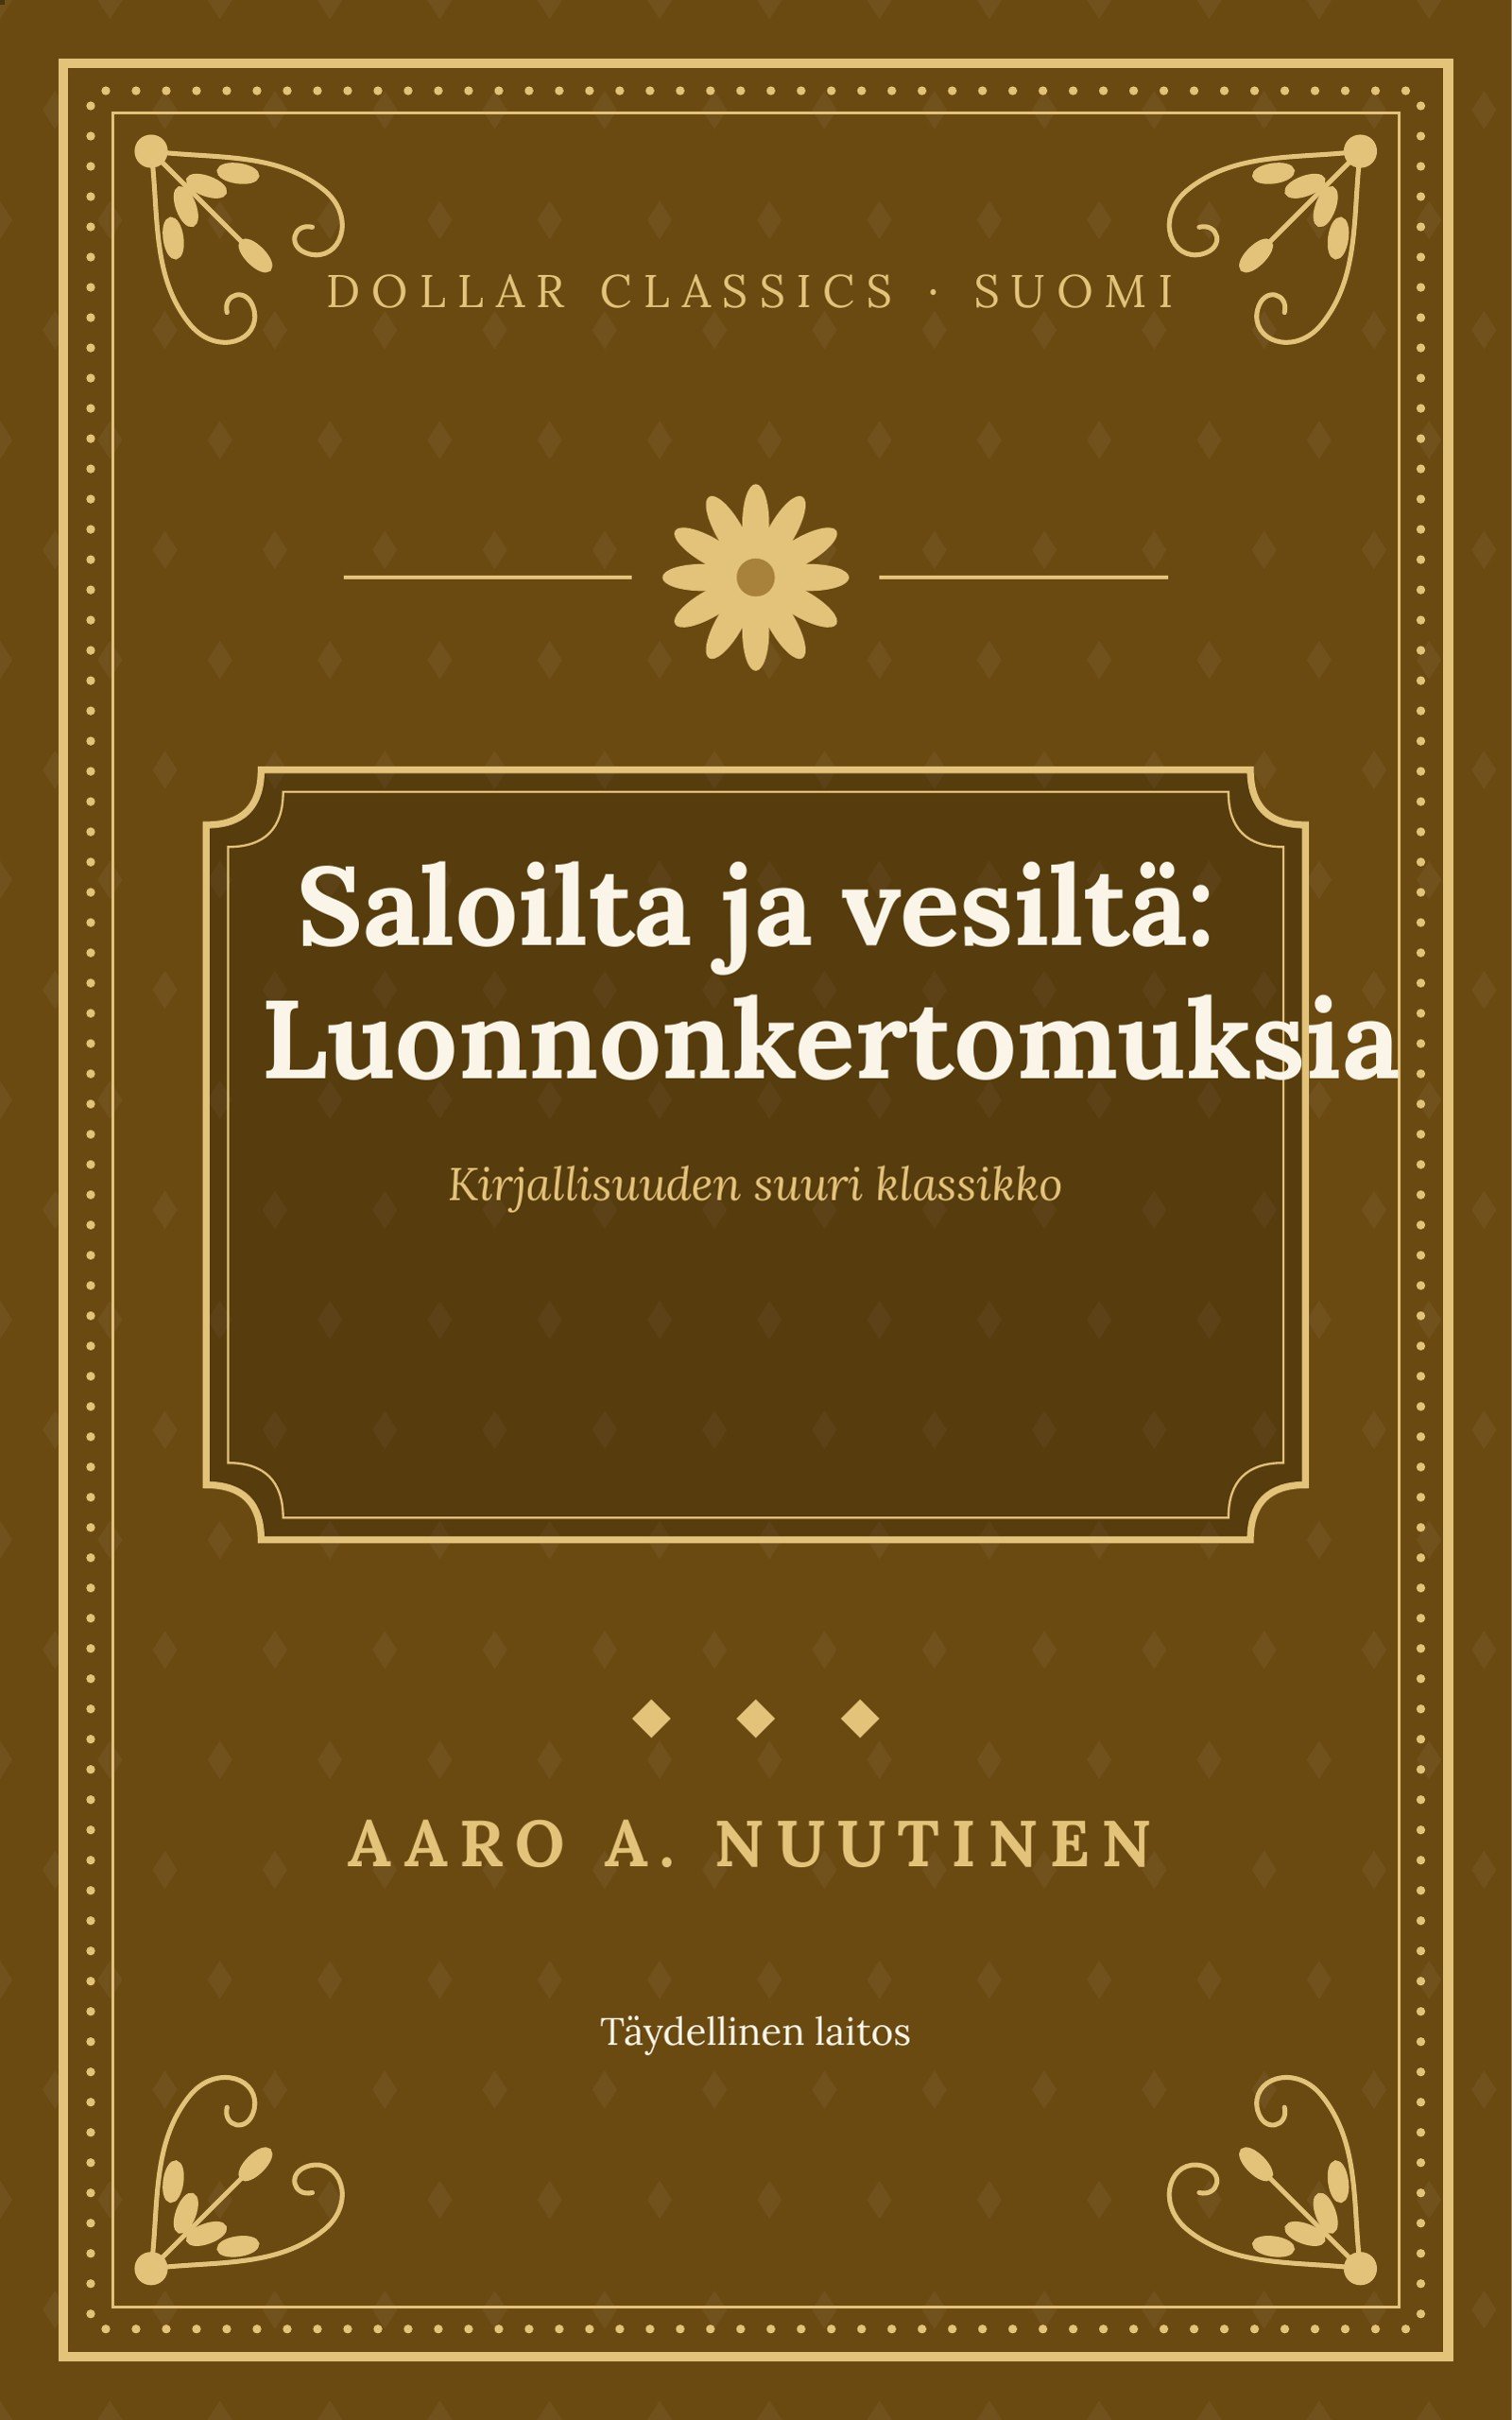 DOLLAR CLASSICS · SUOMI
Saloilta ja vesiltä:
Luonnonkertomuksia
Kirjallisuuden suuri klassikko
AARO A. NUUTINEN
Täydellinen laitos